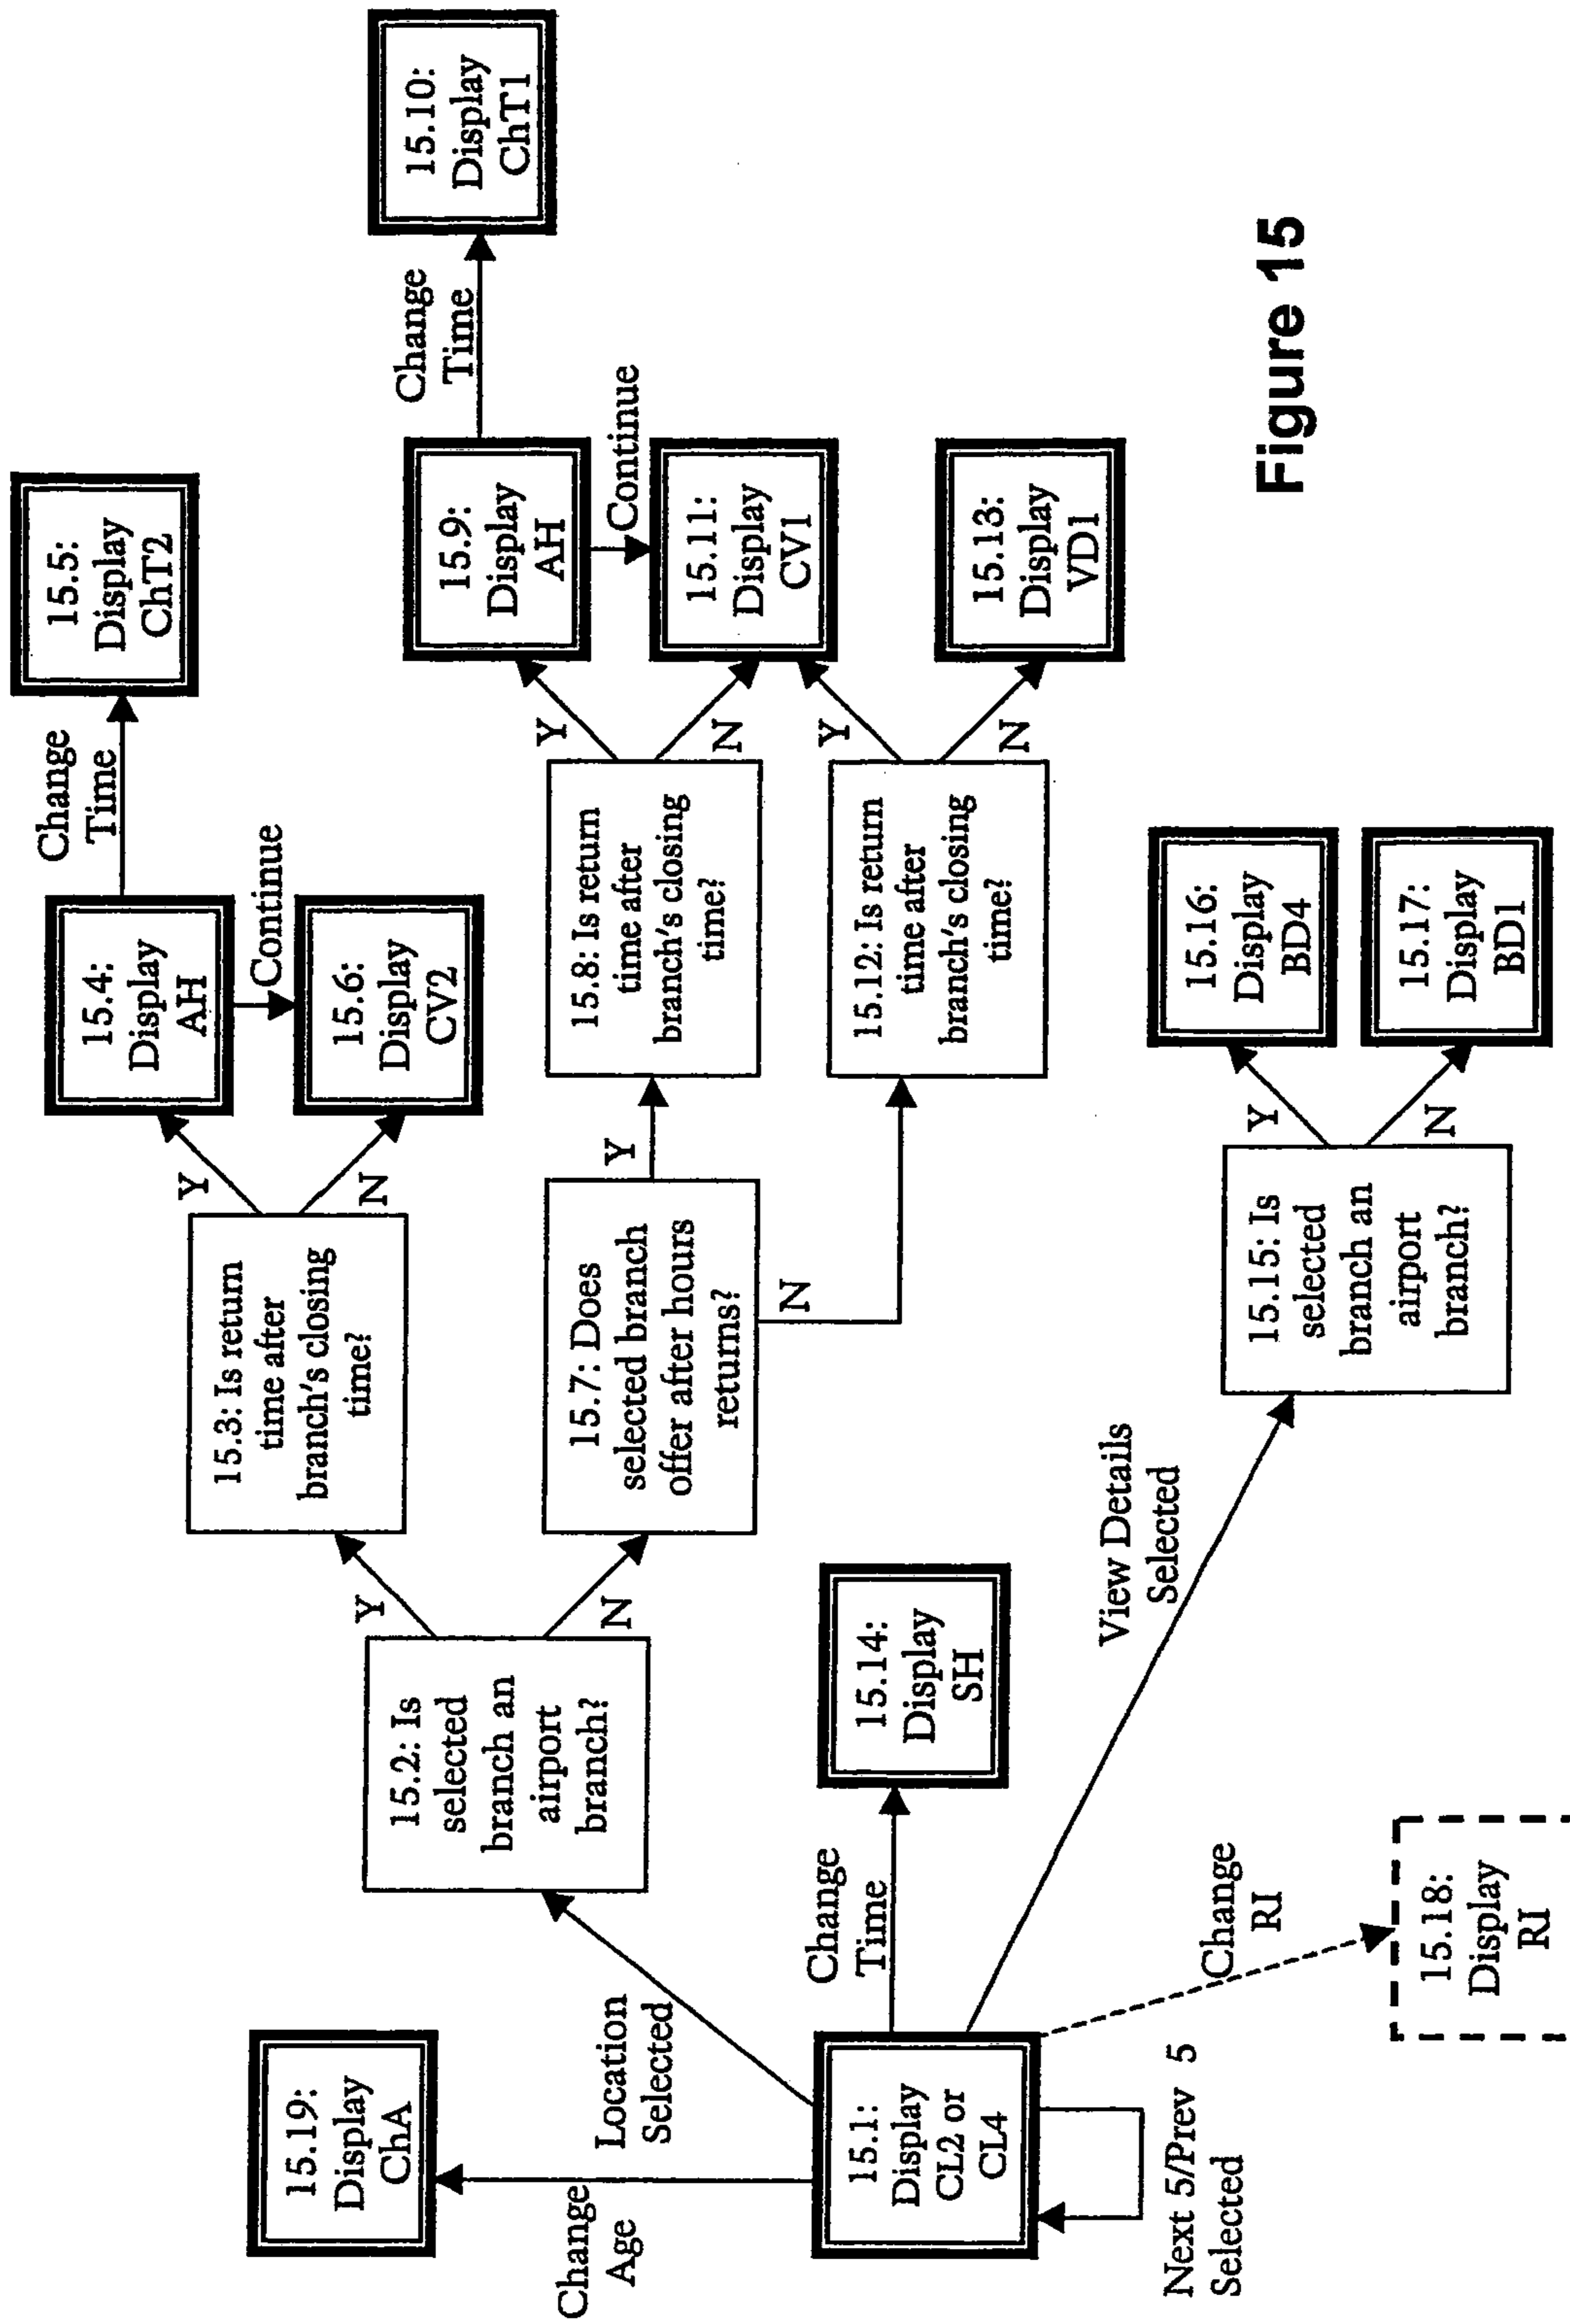 15.5:
Display
ChT2
Change
Time
15.4:
Display
AH
Continue
15.6:
Display
CV2
Y
N
15.3: Is return
time after
branch's closing
time?
15.10:
Display
ChT1
Change
Time
15.9:
Display
AH
Continue
15.11:
Display
CV1
15.13:
Display
VD1
Y
N
Y
N
15.8: Is return
time after
branch's closing
time?
15.12: Is return
time after
branch's closing
time?
Y
N
15.7: Does
selected branch
offer after hours
returns?
Y
N
15.2: Is
selected
branch an
airport
branch?
15.19:
Display
ChA
Change
Age
Location
Selected
15.1:
Display
CL2 or
CL4
Next 5/Prev 5
Selected
Change
Time
15.14:
Display
SH
View Details
Selected
15.15: Is
selected
branch an
airport
branch?
Y
N
15.16:
Display
BD4
15.17:
Display
BD1
Change
RI
15.18:
Display
RI
Figure 15